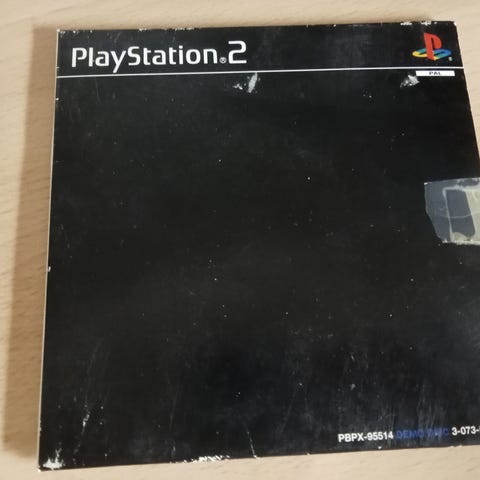 PlayStation®2
PAL
PBPX-95514 DEMO DISC 3-073-